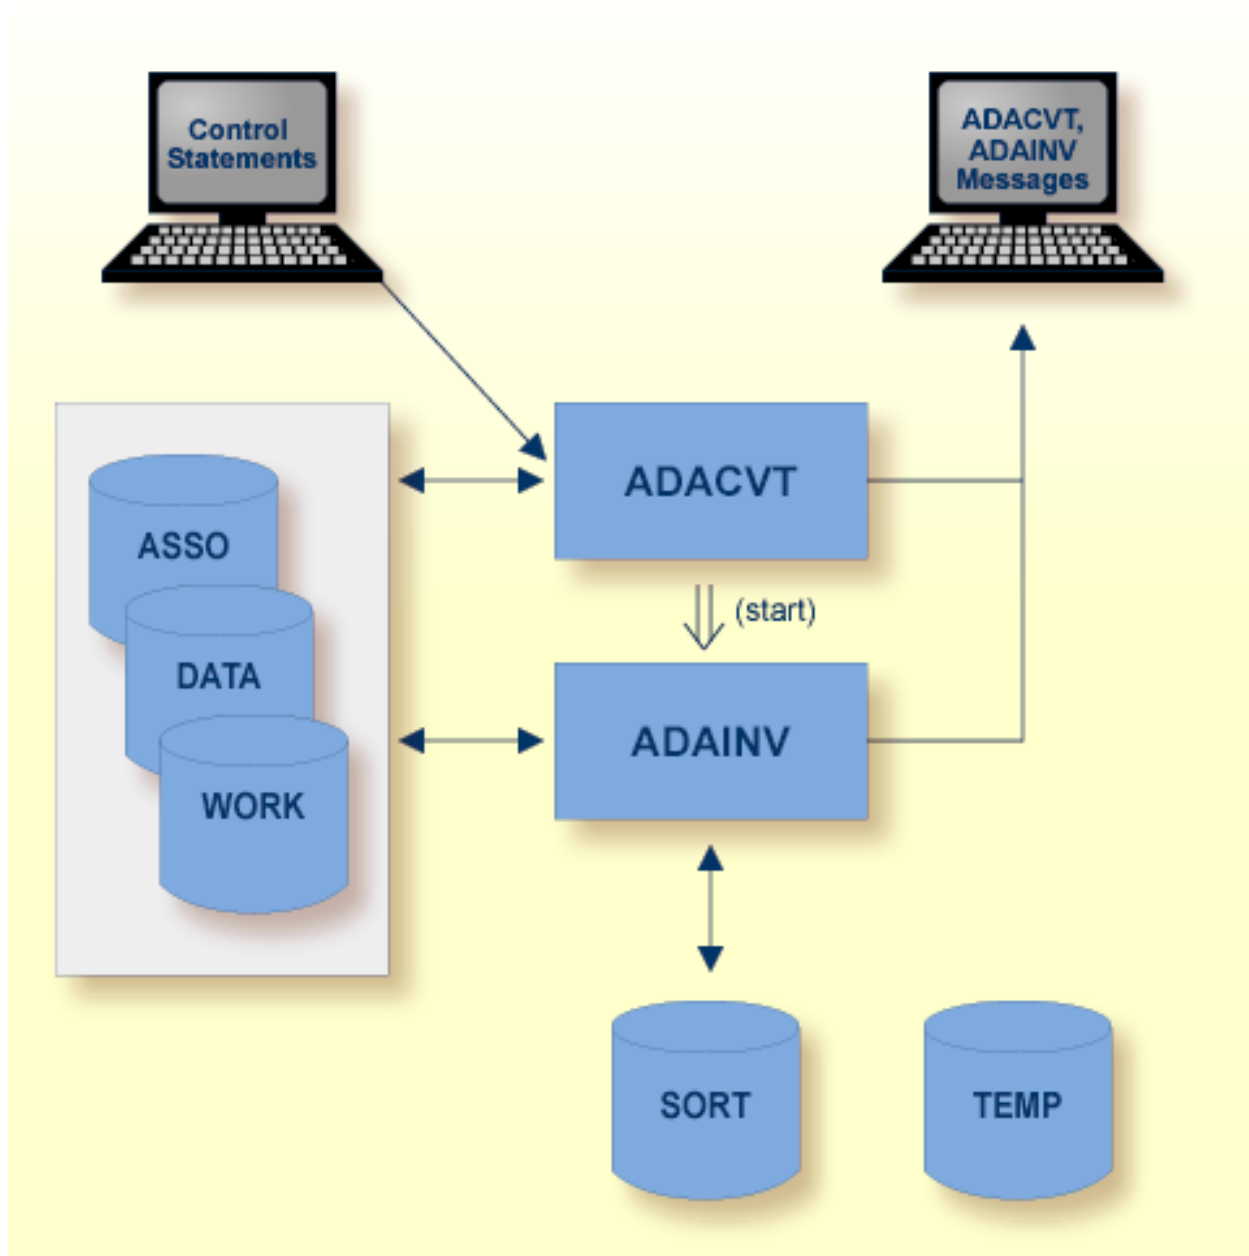 Control
Statements
ADACVT,
ADAINV
Messages
ADACVT
ASSO
(start)
DATA
ADAINV
WORK
SORT
TEMP